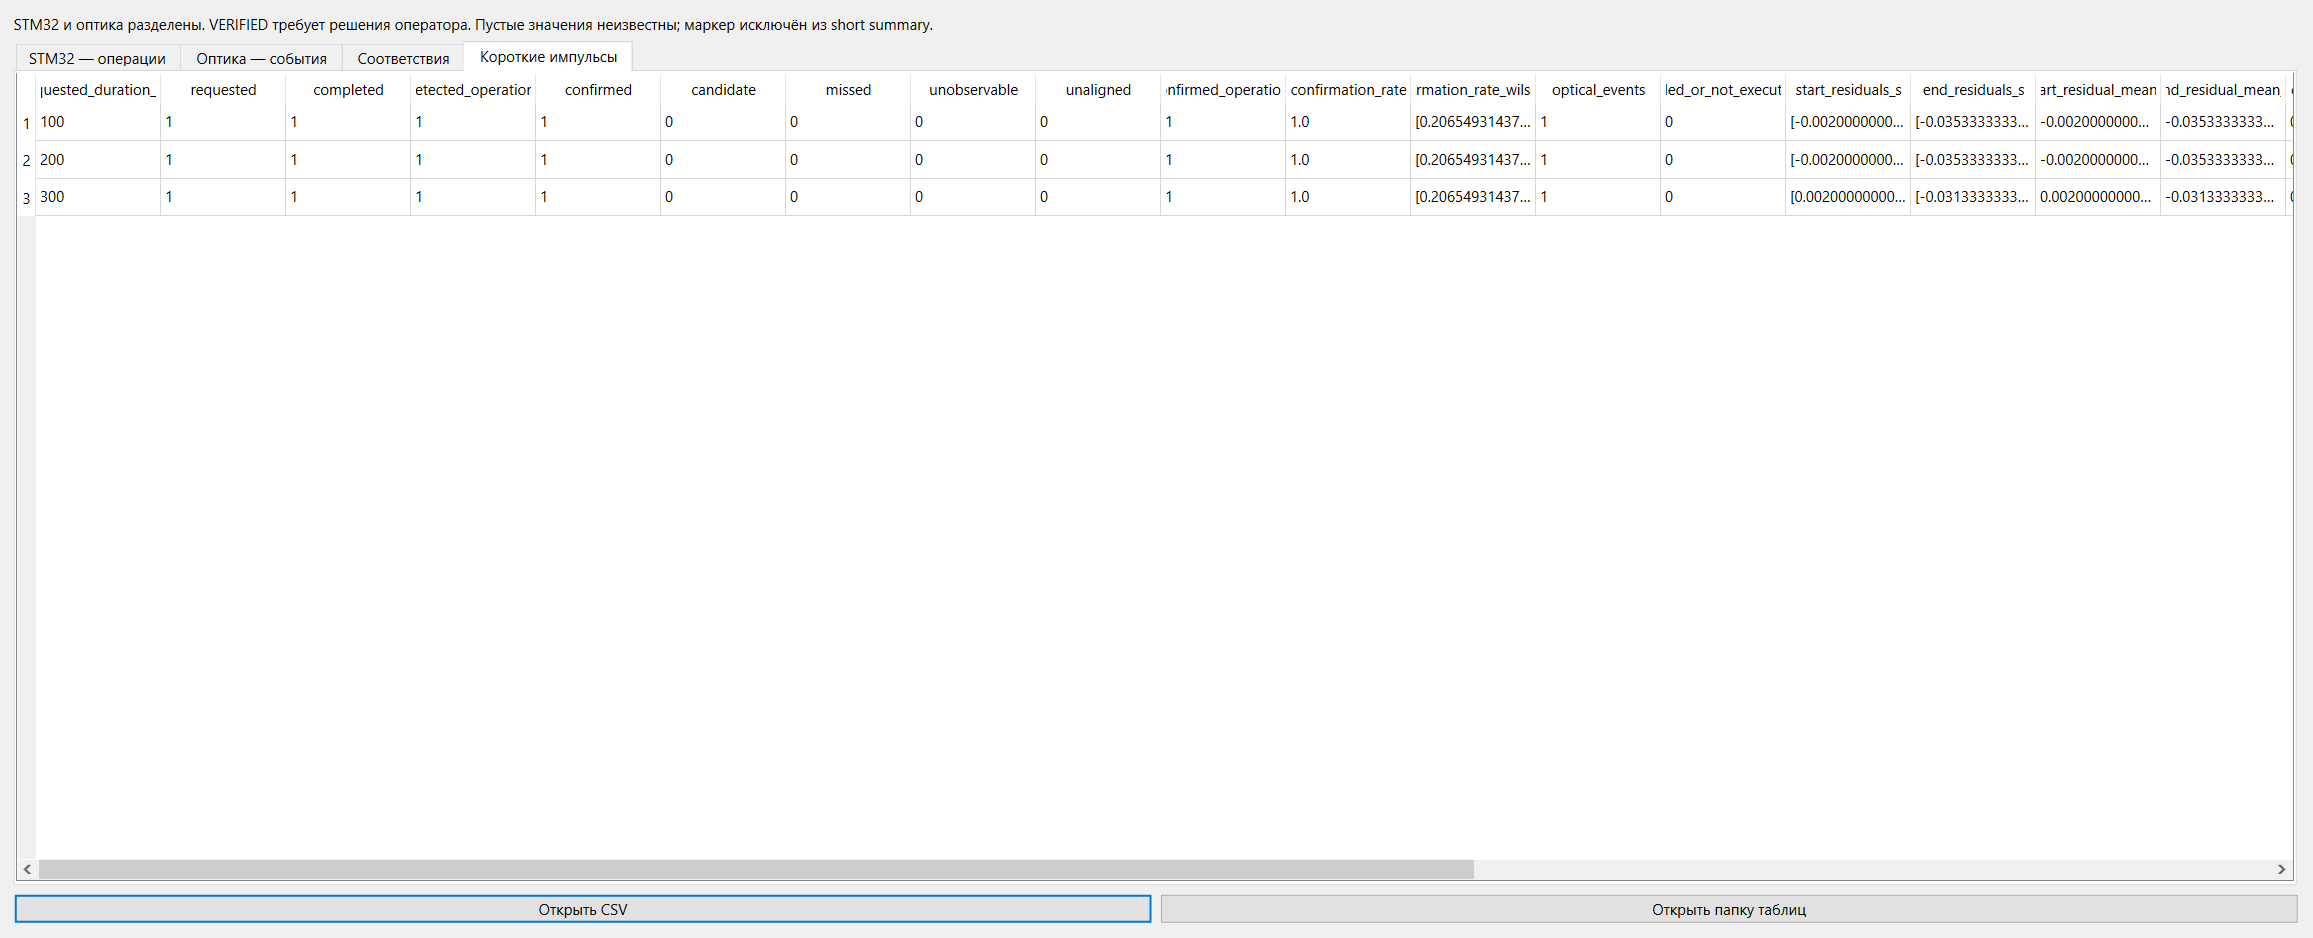 STM32 и оптика разделены. VERIFIED требует решения оператора. Пустые значения неизвестны; маркер исключён из short summary.
STM32 — операции Оптика — события Соответствия Короткие импульсы
quested_duration_ requested completed etected_operation confirmed candidate missed unobservable unaligned onfirmed_operatio confirmation_rate rmation_rate_wils optical_events led_or_not_execut start_residuals_s end_residuals_s art_residual_mean nd_residual_mean_
1 100 1 1 1 1 0 0 0 0 1 1.0 [0.20654931437... 1 0 [-0.0020000000... [-0.0353333333... -0.0020000000... -0.0353333333...
2 200 1 1 1 1 0 0 0 0 1 1.0 [0.20654931437... 1 0 [-0.0020000000... [-0.0353333333... -0.0020000000... -0.0353333333...
3 300 1 1 1 1 0 0 0 0 1 1.0 [0.20654931437... 1 0 [0.00200000000... [-0.0313333333... 0.00200000000... -0.0313333333...
Открыть CSV Открыть папку таблиц